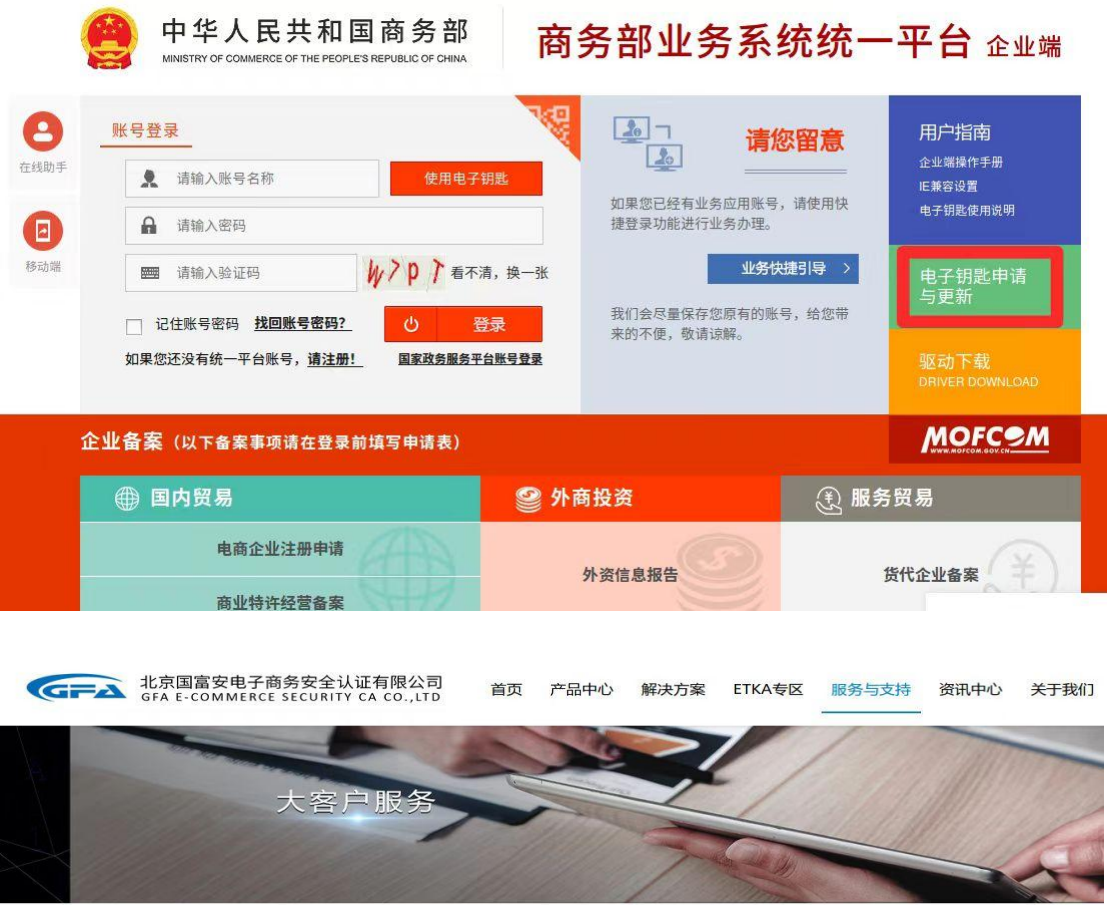 中华人民共和国商务部
MINISTRY OF COMMERCE OF THE PEOPLE'S REPUBLIC OF CHINA
商务部业务系统统一平台 企业端
在线助手
移动端
账号登录
请输入账号名称
使用电子钥匙
请输入密码
请输入验证码
W7PT
看不清，换一张
记住账号密码 找回账号密码？
登录
如果您还没有统一平台账号，请注册！
国家政务服务平台账号登录
请您留意
如果您已经有业务应用账号，请使用快
捷登录功能进行业务办理。
业务快捷引导 >
我们会尽量保存您原有的账号，给您带
来的不便，敬请谅解。
用户指南
企业端操作手册
IE兼容设置
电子钥匙使用说明
电子钥匙申请
与更新
驱动下载
DRIVER DOWNLOAD
企业备案（以下备案事项请在登录前填写申请表）
MOFCOM
WWW.MOFCOM.GOV.CN
国内贸易
外商投资
服务贸易
电商企业注册申请
外资信息报告
货代企业备案
商业特许经营备案
GFA
北京国富安电子商务安全认证有限公司
GFA E-COMMERCE SECURITY CA CO.,LTD
首页 产品中心 解决方案 ETKA专区 服务与支持 资讯中心 关于我们
大客户服务